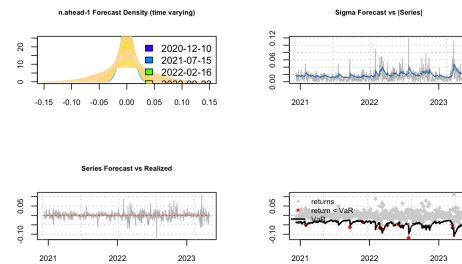 n.ahead-1 Forecast Density (time varying)
0 10 20
-0.15 -0.10 -0.05 0.00 0.05 0.10 0.15
2020-12-10
2021-07-15
2022-02-16
Sigma Forecast vs |Series|
0.00 0.06 0.12
2021 2022 2023
Series Forecast vs Realized
-0.10 0.05
2021 2022 2023
-0.10 0.05
returns
return < VaR
VaR
2021 2022 2023